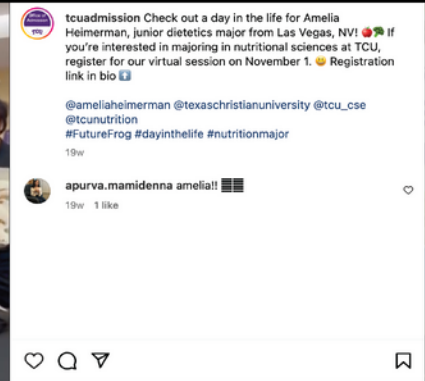 tcuadmission Check out a day in the life for Amelia
Heimerman, junior dietetics major from Las Vegas, NV! 🍎🥦 If
you're interested in majoring in nutritional sciences at TCU,
register for our virtual session on November 1. 😀 Registration
link in bio ⬆️
@ameliaheimerman @texaschristianuniversity @tcu_cse
@tcunutrition
#FutureFrog #dayinthelife #nutritionmajor
19w
apurva.mamidenna amelia!!
19w 1 like